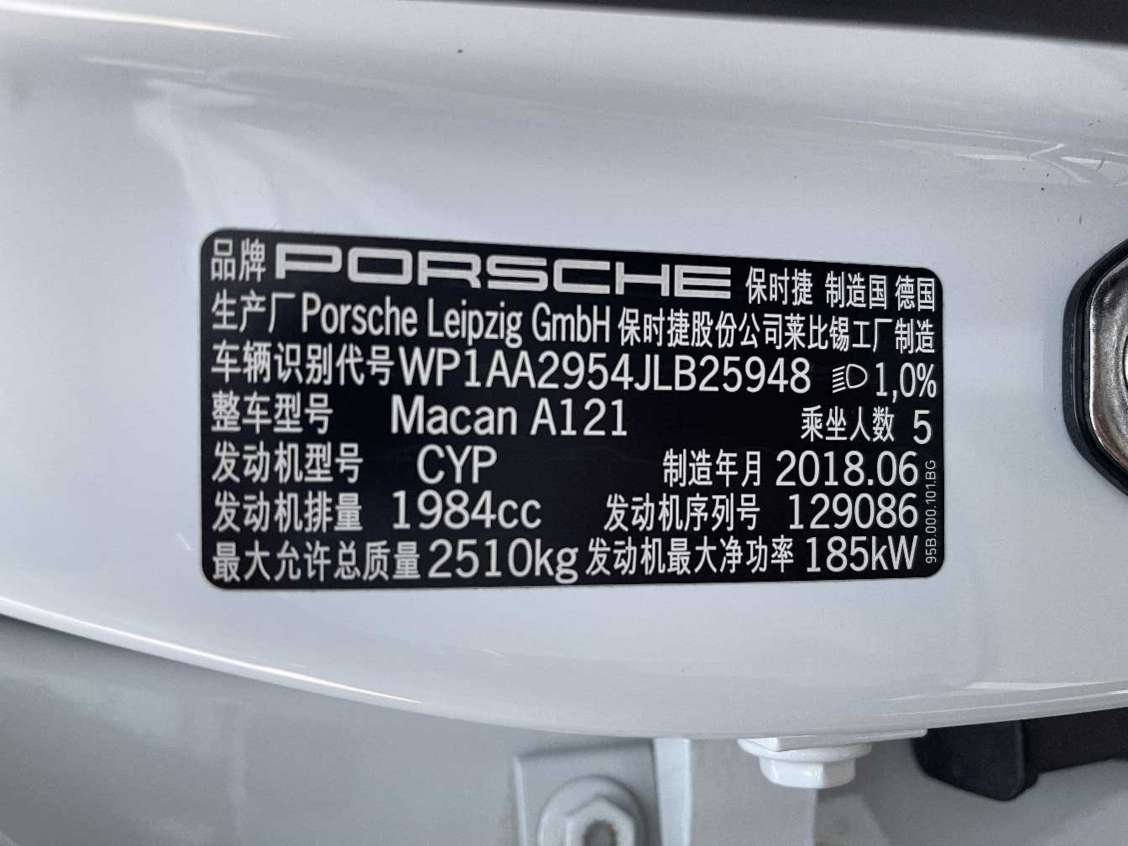 品牌 PORSCHE 保时捷 制造国 德国
生产厂 Porsche Leipzig GmbH 保时捷股份公司莱比锡工厂制造
车辆识别代号 WP1AA2954JLB25948 1,0%
整车型号 Macan A121 乘坐人数 5
发动机型号 CYP 制造年月 2018.06
发动机排量 1984cc 发动机序列号 129086
最大允许总质量 2510kg 发动机最大净功率 185kW
95B.000.101.BG